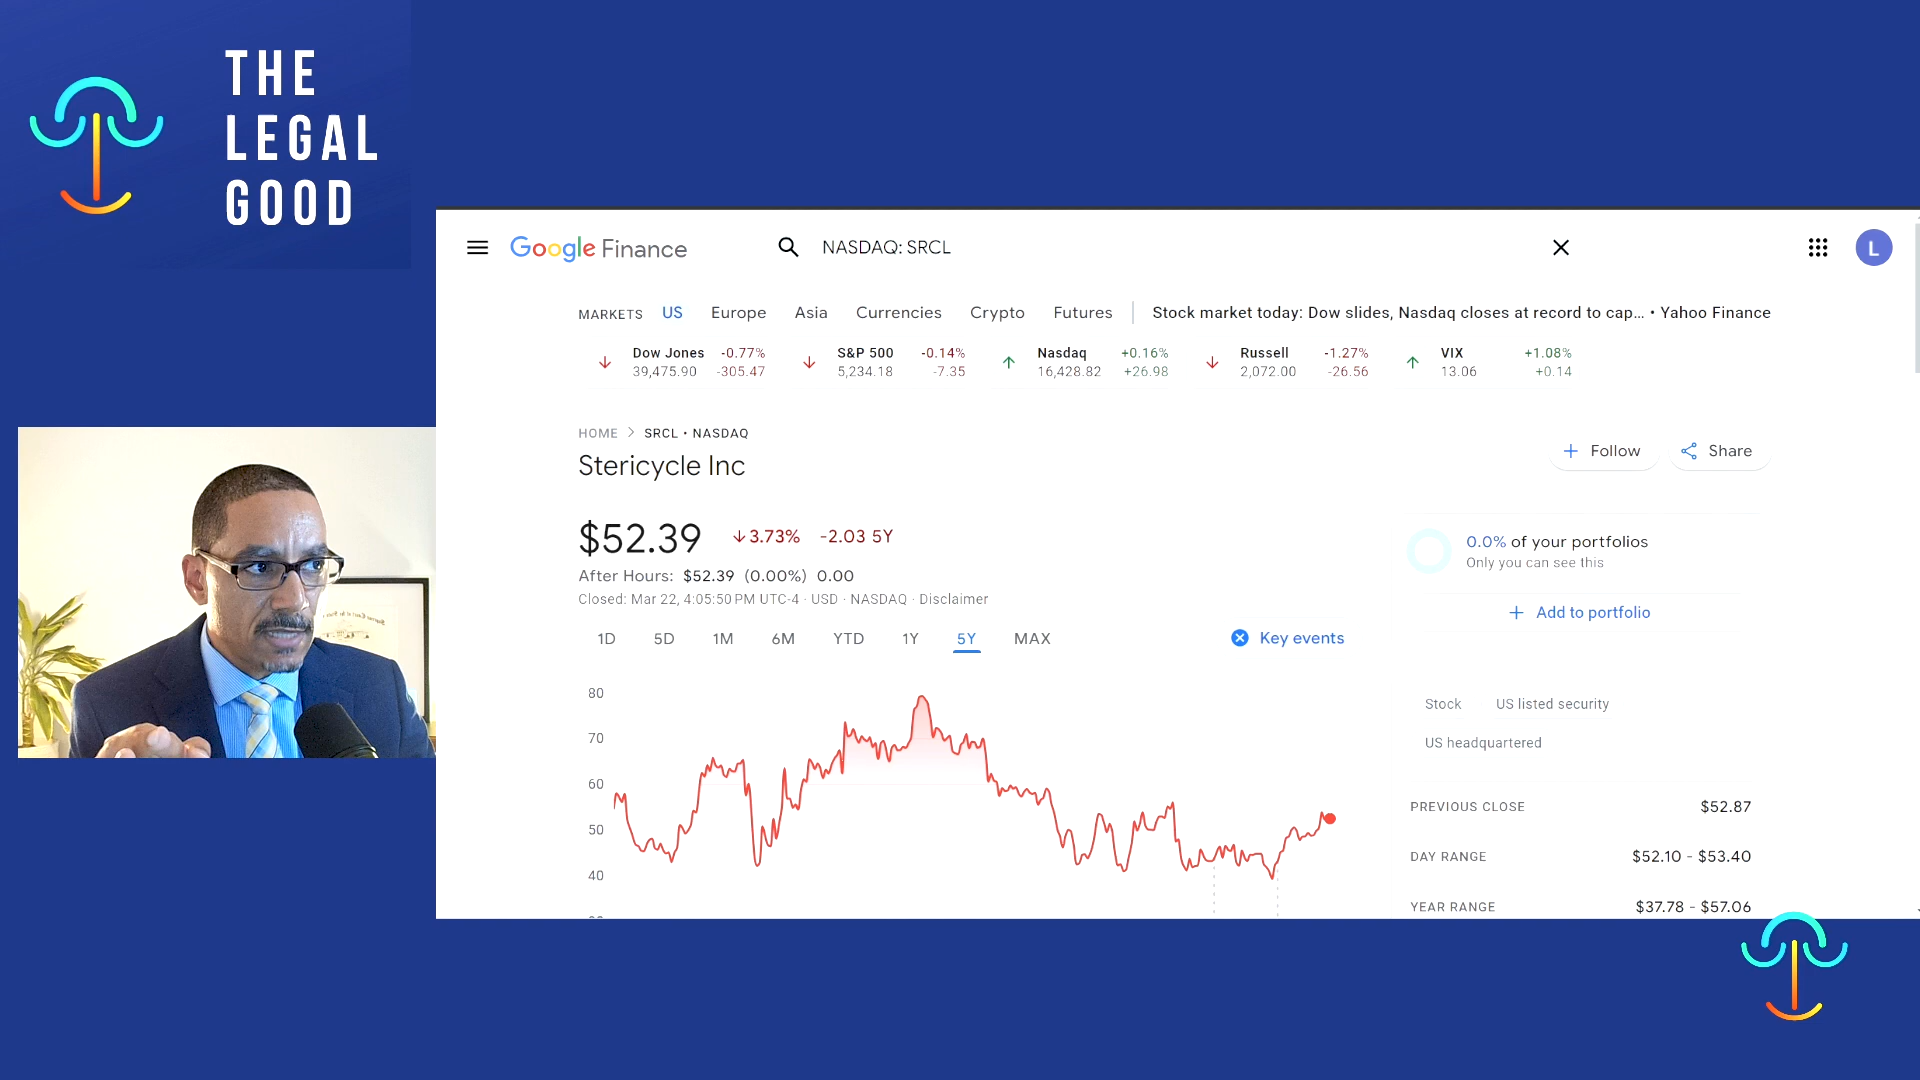 THE
LEGAL
GOOD
Google Finance
NASDAQ: SRCL
L
MARKETS US Europe Asia Currencies Crypto Futures Stock market today: Dow slides, Nasdaq closes at record to cap... • Yahoo Finance
Dow Jones -0.77% S&P 500 -0.14% Nasdaq +0.16% Russell -1.27% VIX +1.08%
39,475.90 -305.47 5,234.18 -7.35 16,428.82 +26.98 2,072.00 -26.56 13.06 +0.14
HOME > SRCL • NASDAQ
Follow Share
Stericycle Inc
$52.39 ↓3.73% -2.03 5Y
After Hours: $52.39 (0.00%) 0.00
Closed: Mar 22, 4:05:50 PM UTC-4 · USD · NASDAQ · Disclaimer
0.0% of your portfolios
Only you can see this
+ Add to portfolio
1D 5D 1M 6M YTD 1Y 5Y MAX Key events
80
70
60
50
40
Stock US listed security
US headquartered
PREVIOUS CLOSE $52.87
DAY RANGE $52.10 - $53.40
YEAR RANGE $37.78 - $57.06